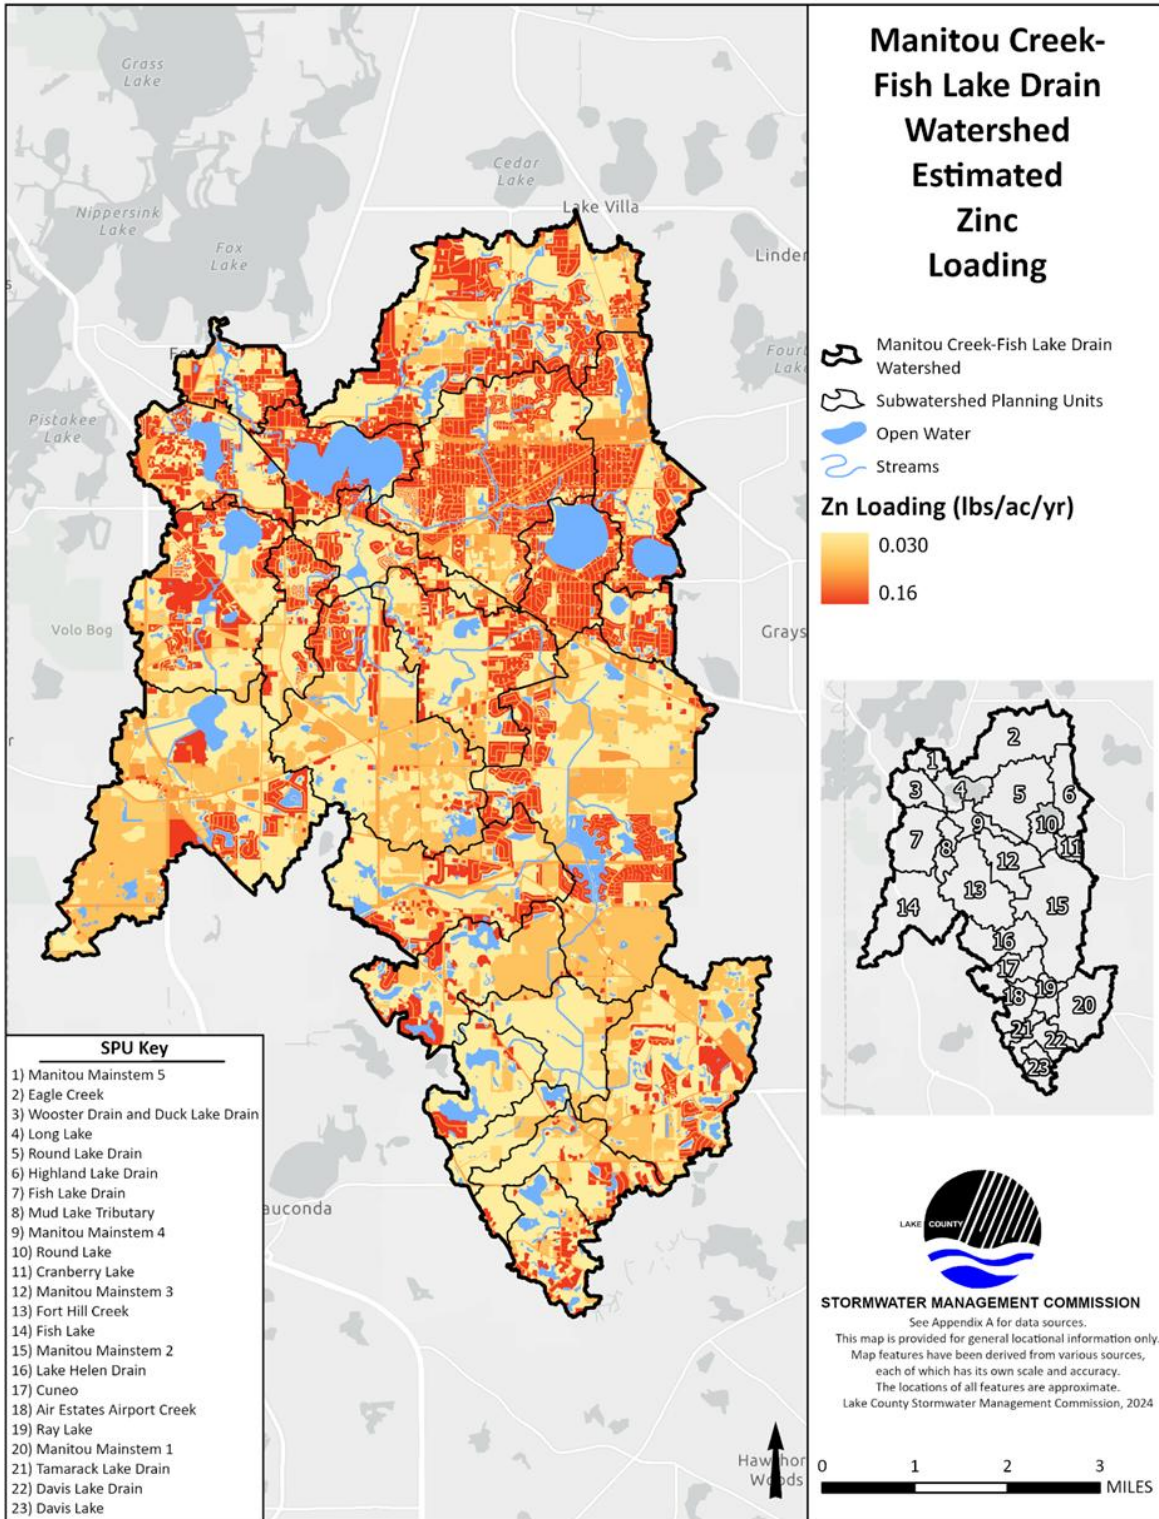 Manitou Creek-
Fish Lake Drain
Watershed
Estimated
Zinc
Loading
Manitou Creek-Fish Lake Drain
Watershed
Subwatershed Planning Units
Open Water
Streams
Zn Loading (lbs/ac/yr)
0.030
0.16
Grass
Lake
Cedar
Lake
Lake Villa
Nippersink
Lake
Fox
Lake
Linden
Fo
Fourt
Lake
Pistakee
Lake
Volo Bog
Grays
r
auconda
Hawthor
Woods
1
2
3
4
5
6
7
8
9
10
11
12
13
14
15
16
17
18
19
20
21
22
23
SPU Key
1) Manitou Mainstem 5
2) Eagle Creek
3) Wooster Drain and Duck Lake Drain
4) Long Lake
5) Round Lake Drain
6) Highland Lake Drain
7) Fish Lake Drain
8) Mud Lake Tributary
9) Manitou Mainstem 4
10) Round Lake
11) Cranberry Lake
12) Manitou Mainstem 3
13) Fort Hill Creek
14) Fish Lake
15) Manitou Mainstem 2
16) Lake Helen Drain
17) Cuneo
18) Air Estates Airport Creek
19) Ray Lake
20) Manitou Mainstem 1
21) Tamarack Lake Drain
22) Davis Lake Drain
23) Davis Lake
LAKE COUNTY
STORMWATER MANAGEMENT COMMISSION
See Appendix A for data sources.
This map is provided for general locational information only.
Map features have been derived from various sources,
each of which has its own scale and accuracy.
The locations of all features are approximate.
Lake County Stormwater Management Commission, 2024
0 1 2 3
MILES